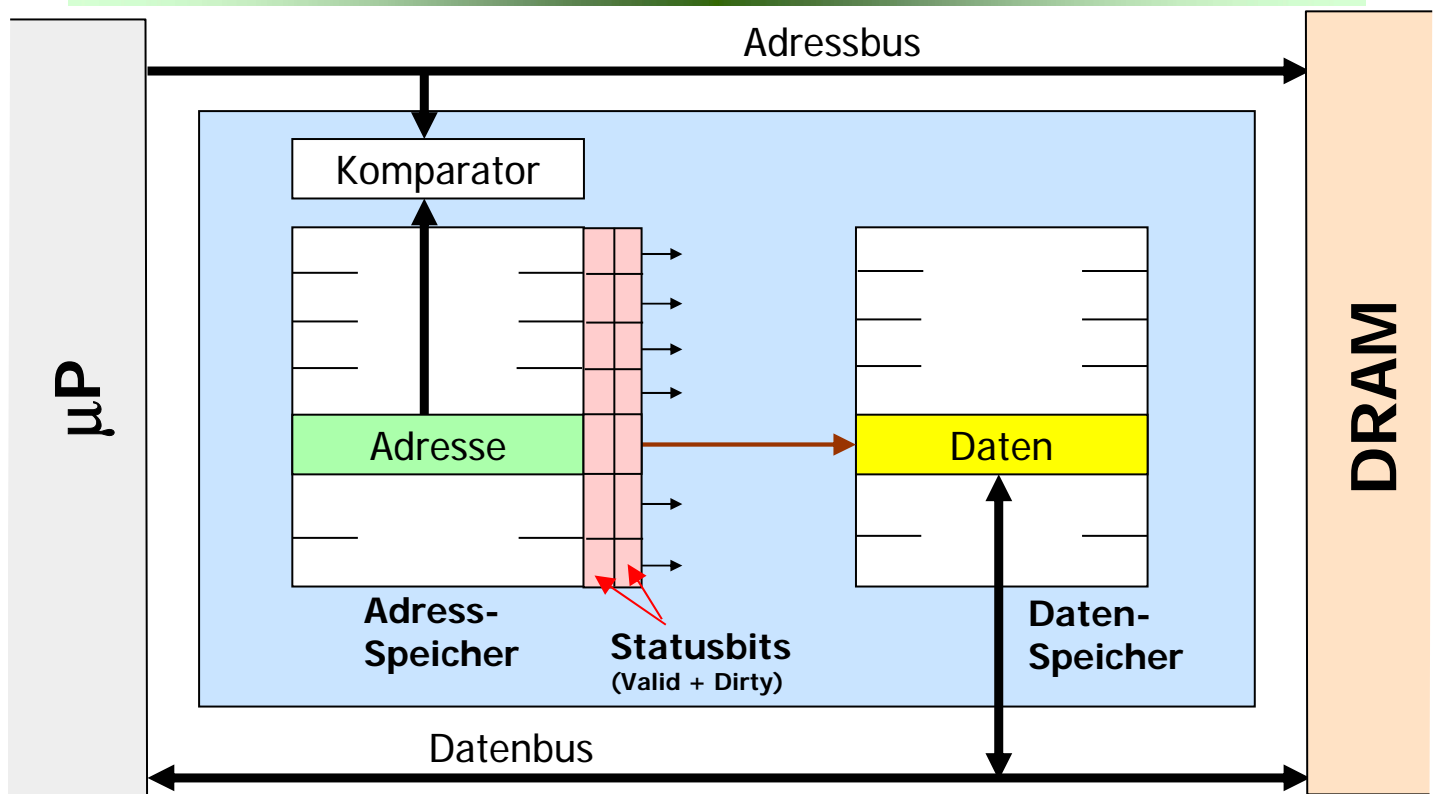 Adressbus
Komparator
µP
DRAM
Adresse
Daten
Adress-
Speicher
Statusbits
(Valid + Dirty)
Daten-
Speicher
Datenbus